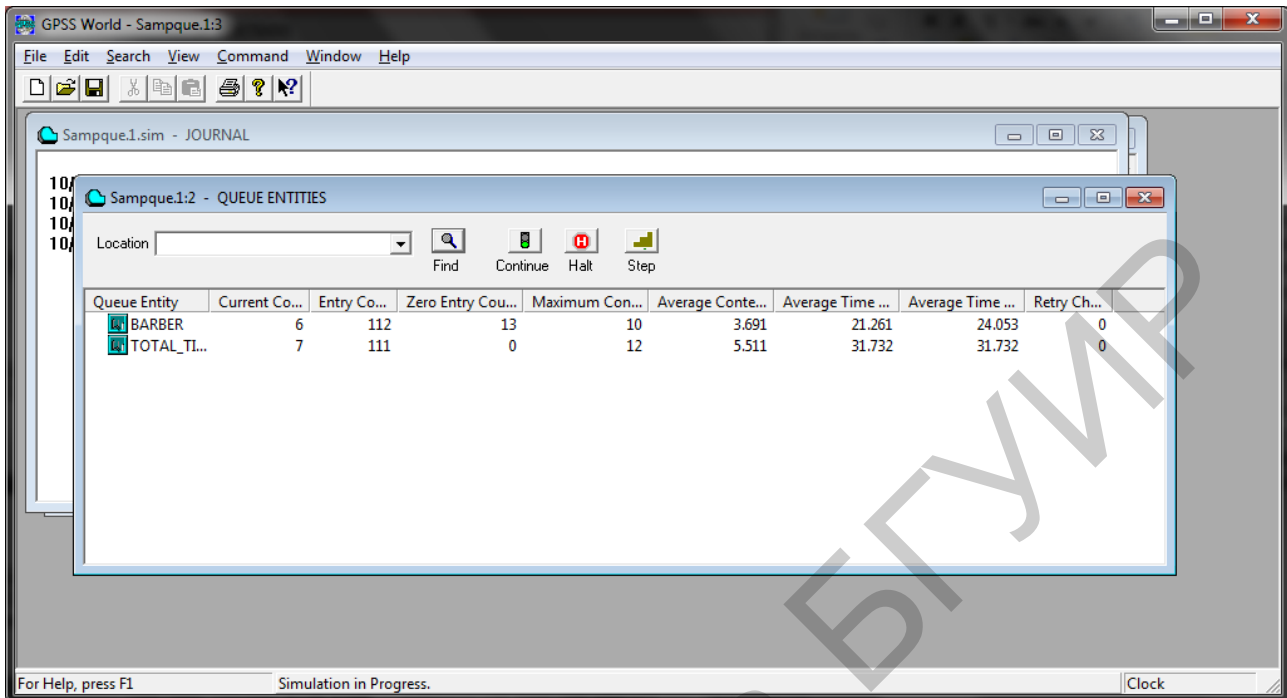 GPSS World - Sampque.1:3
File Edit Search View Command Window Help
Sampque.1.sim - JOURNAL
10/
10/
10/
10/
Sampque.1:2 - QUEUE ENTITIES
Location
Find Continue Halt Step
Queue Entity Current Co... Entry Co... Zero Entry Cou... Maximum Con... Average Conte... Average Time ... Average Time ... Retry Ch...
BARBER 6 112 13 10 3.691 21.261 24.053 0
TOTAL_TI... 7 111 0 12 5.511 31.732 31.732 0
БГУИР
For Help, press F1 Simulation in Progress. Clock